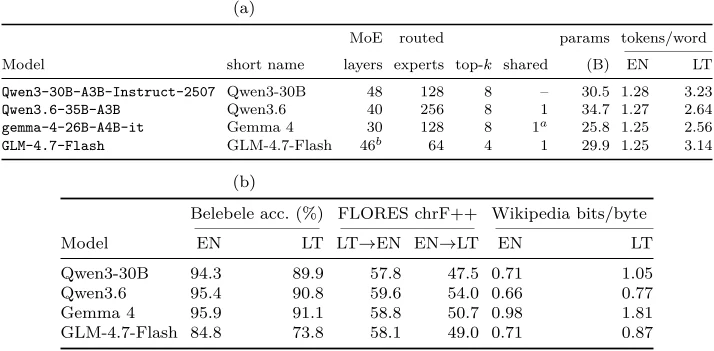 (a)
MoE routed params tokens/word
Model short name layers experts top-k shared (B) EN LT
Qwen3-30B-A3B-Instruct-2507 Qwen3-30B 48 128 8 – 30.5 1.28 3.23
Qwen3.6-35B-A3B Qwen3.6 40 256 8 1 34.7 1.27 2.64
gemma-4-26B-A4B-it Gemma 4 30 128 8 1ᵃ 25.8 1.25 2.56
GLM-4.7-Flash GLM-4.7-Flash 46ᵇ 64 4 1 29.9 1.25 3.14
(b)
Belebele acc. (%) FLORES chrF++ Wikipedia bits/byte
Model EN LT LT→EN EN→LT EN LT
Qwen3-30B 94.3 89.9 57.8 47.5 0.71 1.05
Qwen3.6 95.4 90.8 59.6 54.0 0.66 0.77
Gemma 4 95.9 91.1 58.8 50.7 0.98 1.81
GLM-4.7-Flash 84.8 73.8 58.1 49.0 0.71 0.87